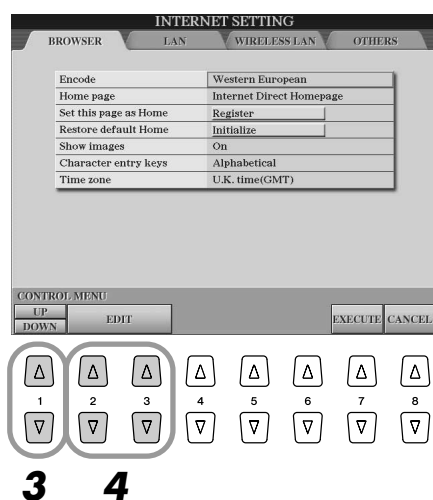 INTERNET SETTING
BROWSER LAN WIRELESS LAN OTHERS
Encode Western European
Home page Internet Direct Homepage
Set this page as Home Register
Restore default Home Initialize
Show images On
Character entry keys Alphabetical
Time zone U.K. time(GMT)
CONTROL MENU
UP
DOWN
EDIT
EXECUTE CANCEL
1 2 3 4 5 6 7 8
3 4